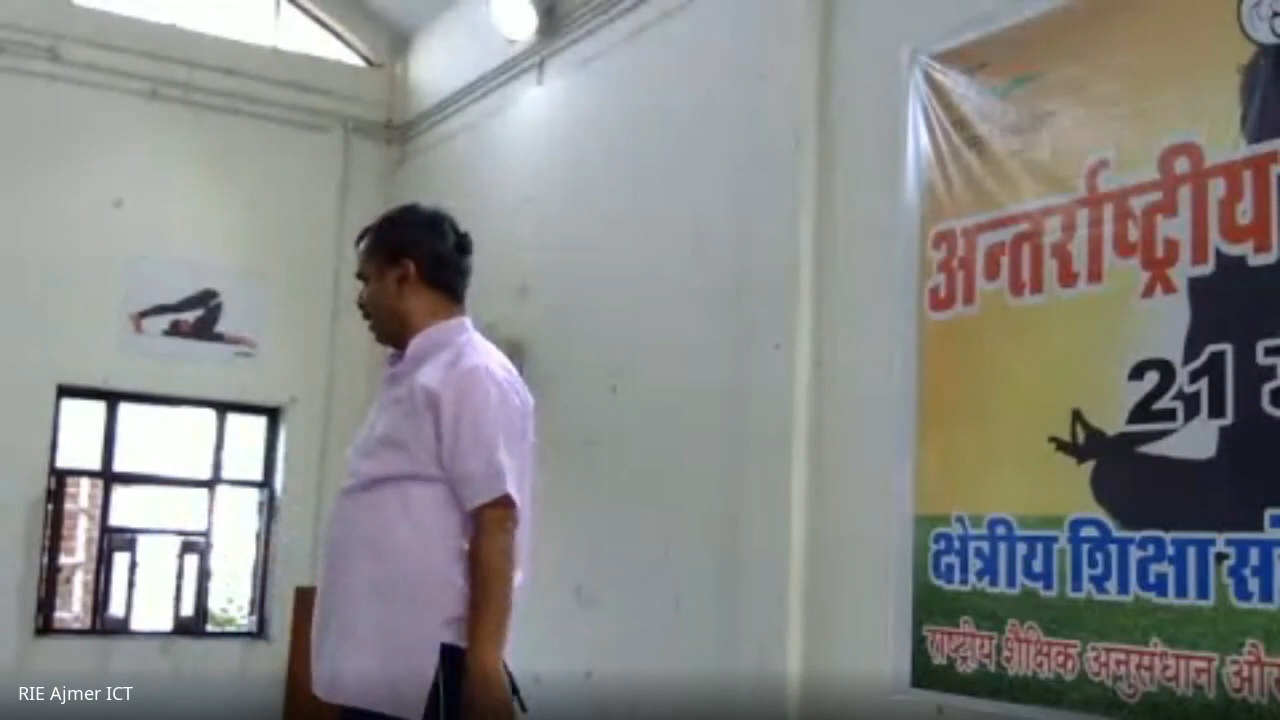 अन्तर्राष्ट्रीय
21
क्षेत्रीय शिक्षा
राष्ट्रीय शैक्षिक अनुसंधान और
RIE Ajmer ICT